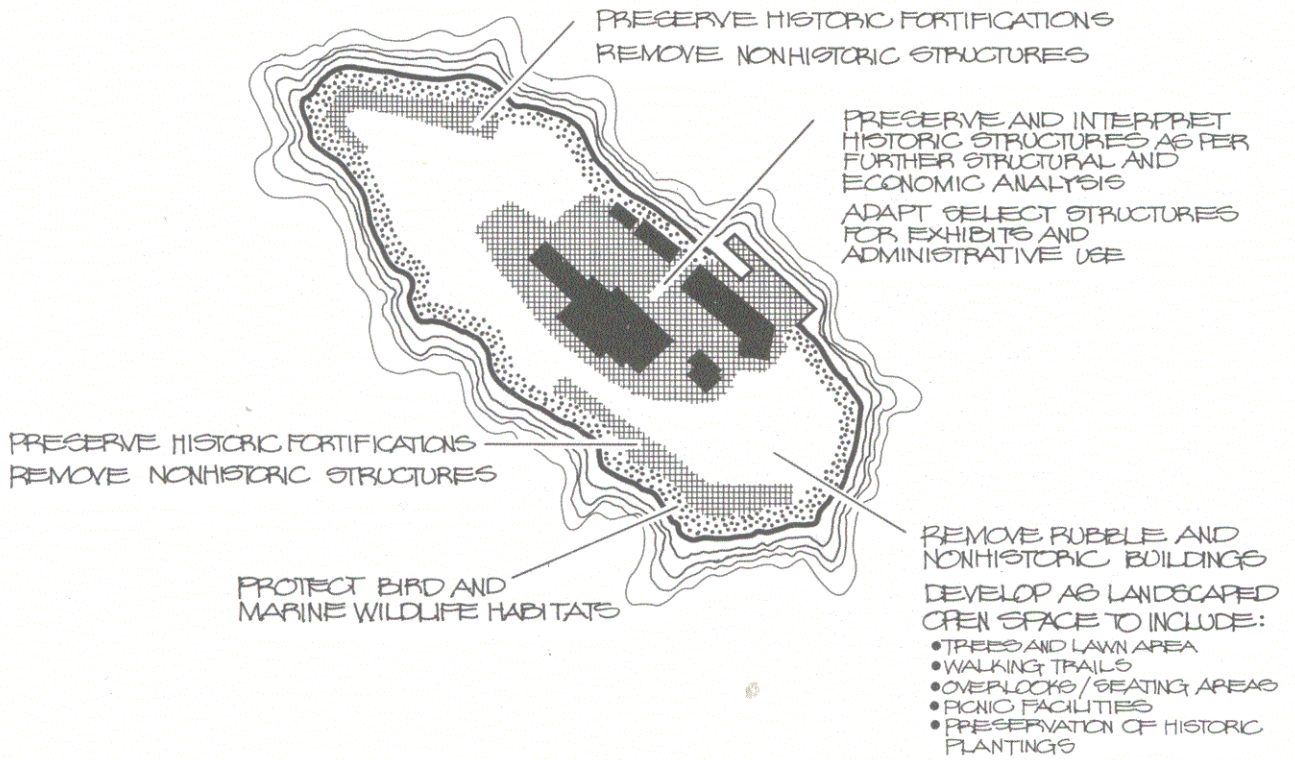 PRESERVE HISTORIC FORTIFICATIONS
REMOVE NONHISTORIC STRUCTURES
PRESERVE AND INTERPRET
HISTORIC STRUCTURES AS PER
FURTHER STRUCTURAL AND
ECONOMIC ANALYSIS
ADAPT SELECT STRUCTURES
FOR EXHIBITS AND
ADMINISTRATIVE USE
PRESERVE HISTORIC FORTIFICATIONS
REMOVE NONHISTORIC STRUCTURES
PROTECT BIRD AND
MARINE WILDLIFE HABITATS
REMOVE RUBBLE AND
NONHISTORIC BUILDINGS
DEVELOP AS LANDSCAPED
OPEN SPACE TO INCLUDE:
• TREES AND LAWN AREA
• WALKING TRAILS
• OVERLOOKS / SEATING AREAS
• PICNIC FACILITIES
• PRESERVATION OF HISTORIC
PLANTINGS